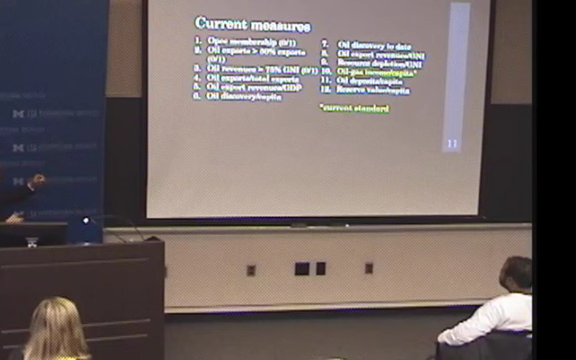 Current measures
1. Opec membership (0/1)
2. Oil exports > 50% exports
(0/1)
3. Oil revenues > 75% GNI (0/1)
4. Oil exports/total exports
5. Oil export revenues/GDP
6. Oil discovery/capita
7. Oil discovery to date
8. Oil export revenues/GNI
9. Resource depletion/GNI
10. Oil-gas income/capita*
11. Oil deposits/capita
12. Reserve value/capita
*current standard
11